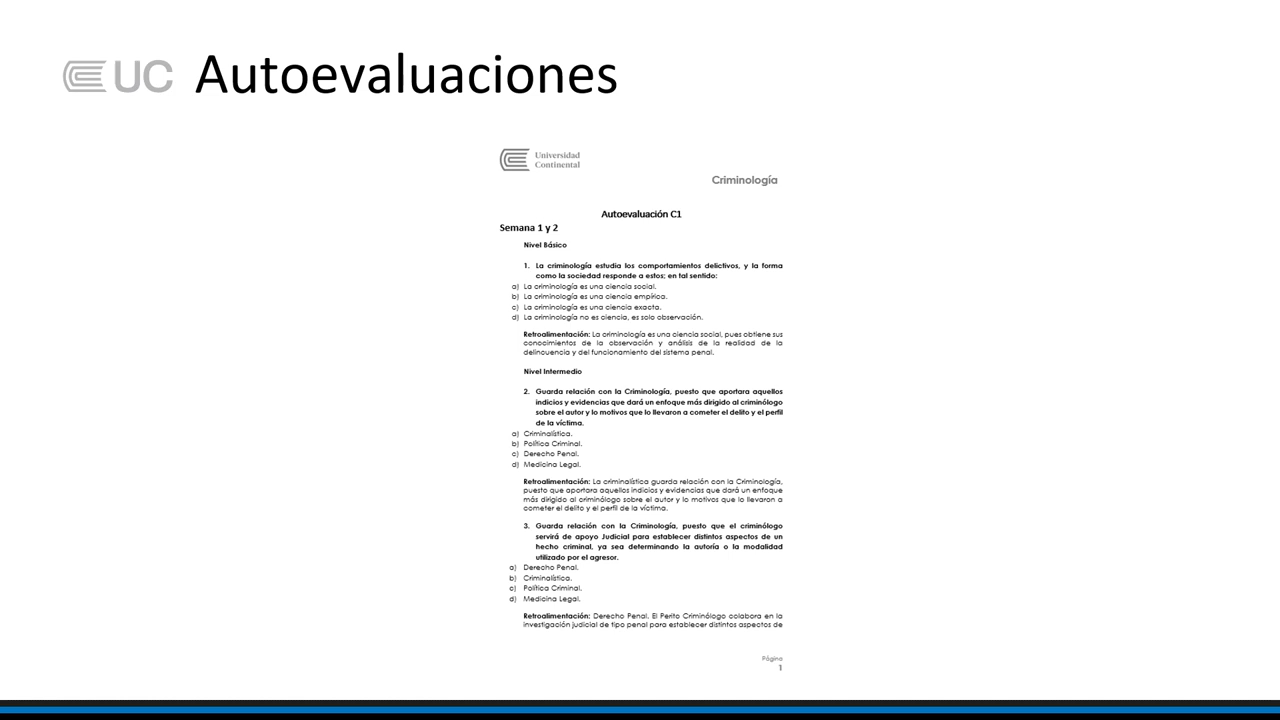 UC Autoevaluaciones
Universidad
Continental
Criminología
Autoevaluación C1
Semana 1 y 2
Nivel Básico
1. La criminología estudia los comportamientos delictivos, y la forma
como la sociedad responde a estos; en tal sentido:
a) La criminología es una ciencia social.
b) La criminología es una ciencia empírica.
c) La criminología es una ciencia exacta.
d) La criminología no es ciencia, es solo observación.
Retroalimentación: La criminología es una ciencia social, pues obtiene sus
conocimientos de la observación y análisis de la realidad de la
delincuencia y del funcionamiento del sistema penal.
Nivel Intermedio
2. Guarda relación con la Criminología, puesto que aportara aquellos
indicios y evidencias que dará un enfoque más dirigido al criminólogo
sobre el autor y lo motivos que lo llevaron a cometer el delito y el perfil
de la víctima.
a) Criminalística.
b) Política Criminal.
c) Derecho Penal.
d) Medicina Legal.
Retroalimentación: La criminalística guarda relación con la Criminología,
puesto que aportara aquellos indicios y evidencias que dará un enfoque
más dirigido al criminólogo sobre el autor y lo motivos que lo llevaron a
cometer el delito y el perfil de la víctima.
3. Guarda relación con la Criminología, puesto que el criminólogo
servirá de apoyo Judicial para establecer distintos aspectos de un
hecho criminal, ya sea determinando la autoría o la modalidad
utilizado por el agresor.
a) Derecho Penal.
b) Criminalística.
c) Política Criminal.
d) Medicina Legal.
Retroalimentación: Derecho Penal. El Perito Criminólogo colabora en la
investigación judicial de tipo penal para establecer distintos aspectos de
Página
1